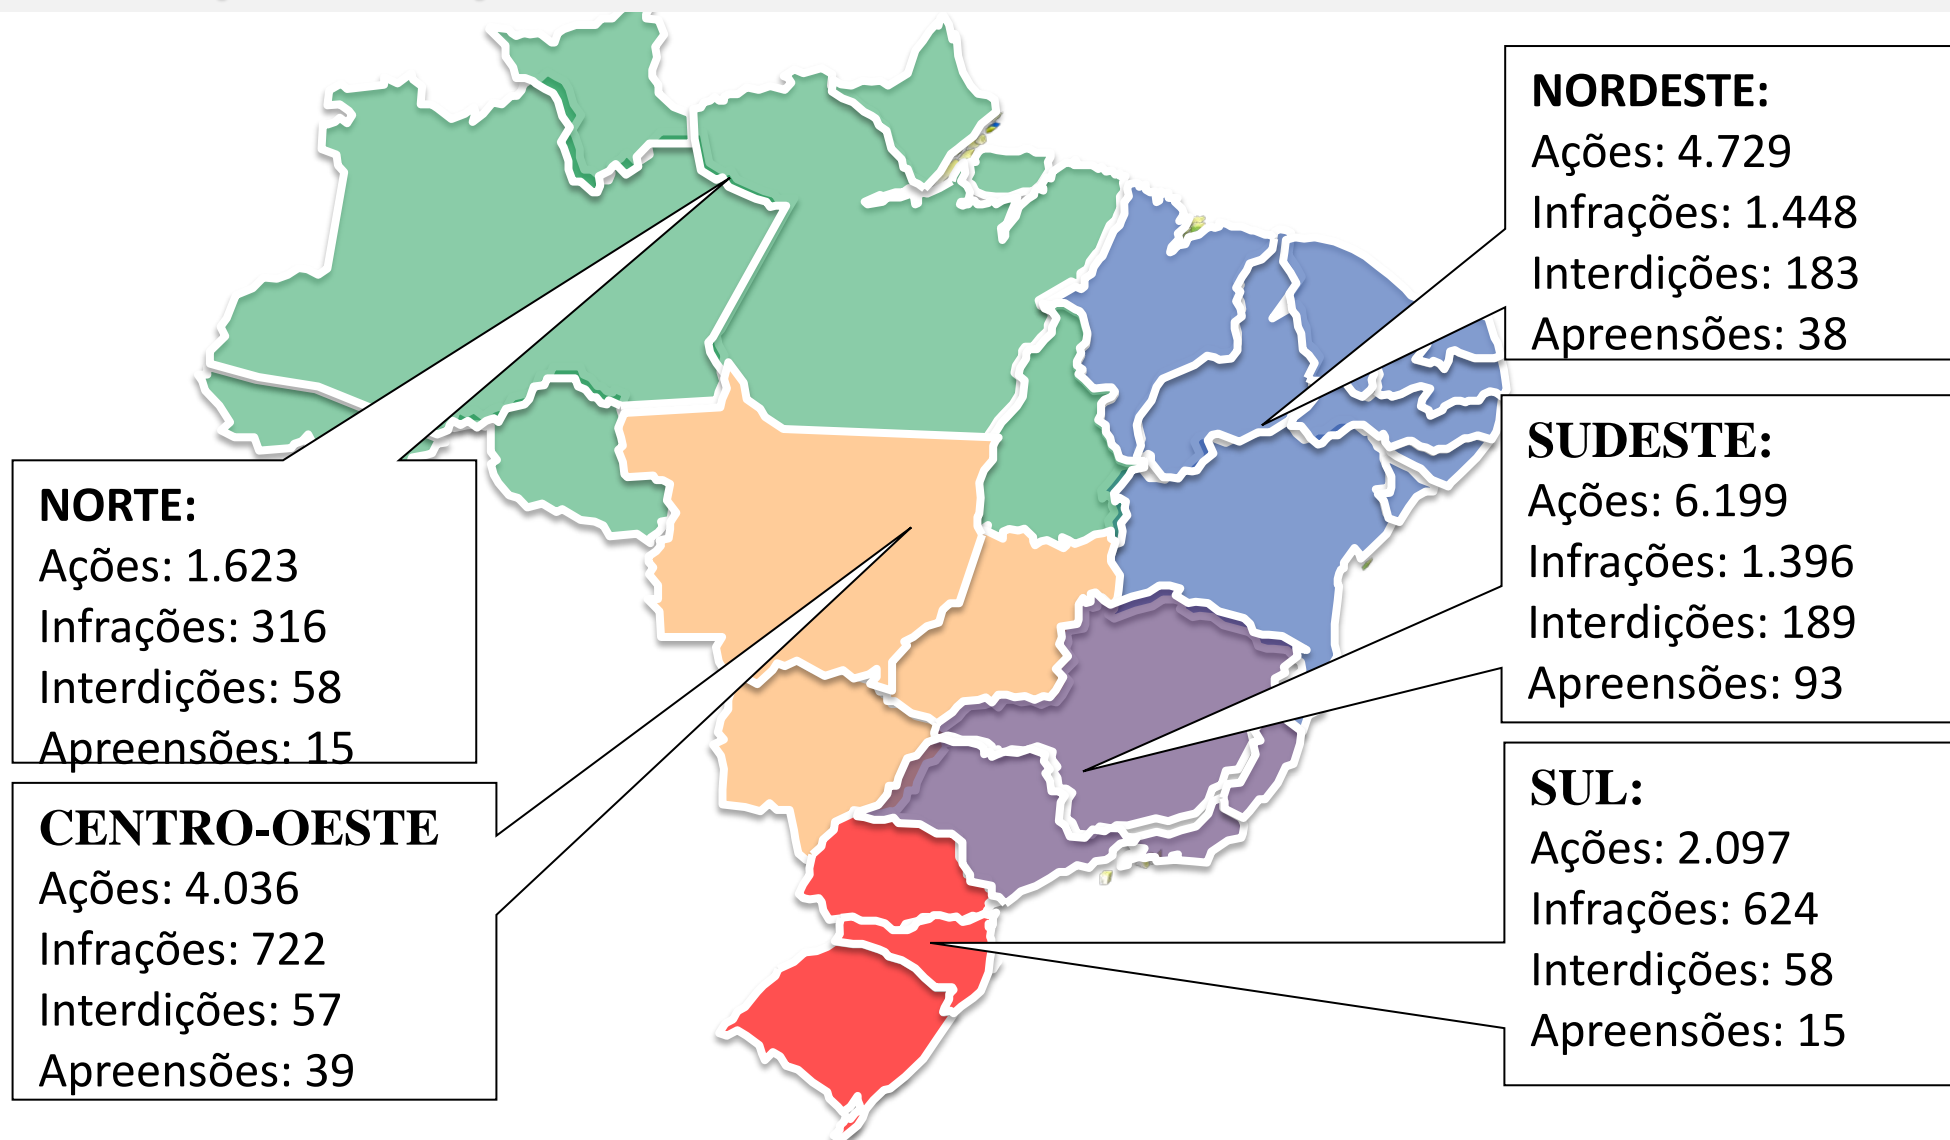 NORDESTE:
Ações: 4.729
Infrações: 1.448
Interdições: 183
Apreensões: 38
SUDESTE:
Ações: 6.199
Infrações: 1.396
Interdições: 189
Apreensões: 93
NORTE:
Ações: 1.623
Infrações: 316
Interdições: 58
Apreensões: 15
SUL:
Ações: 2.097
Infrações: 624
Interdições: 58
Apreensões: 15
CENTRO-OESTE
Ações: 4.036
Infrações: 722
Interdições: 57
Apreensões: 39